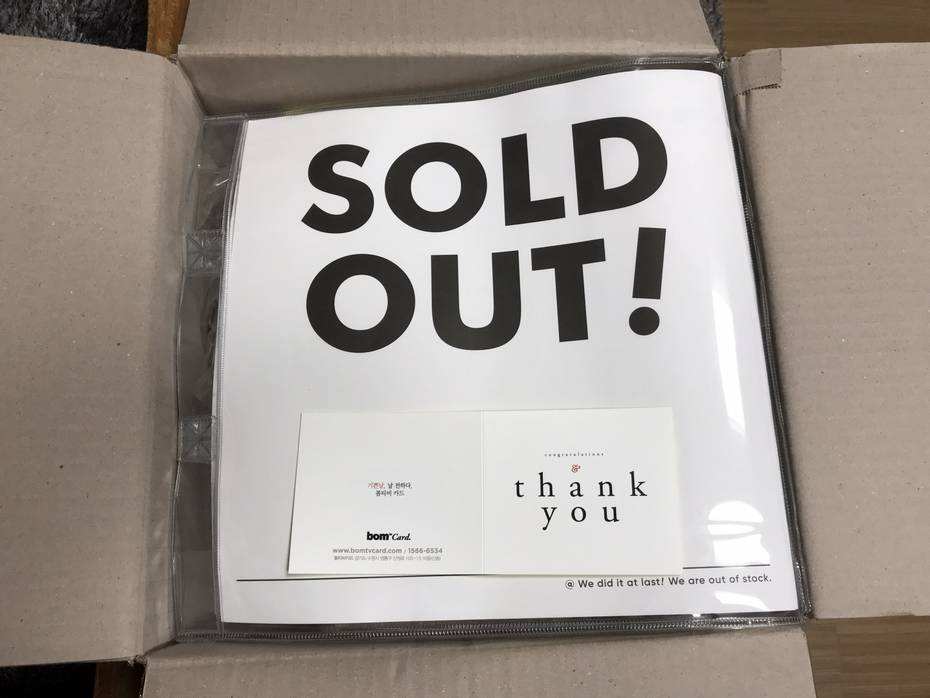 SOLD
OUT!
congratulations
&
thank
you
기쁜날, 날 전하다,
봄티비 카드
bom Card.
www.bomtvcard.com / 1566-6534
@ We did it at last! We are out of stock.